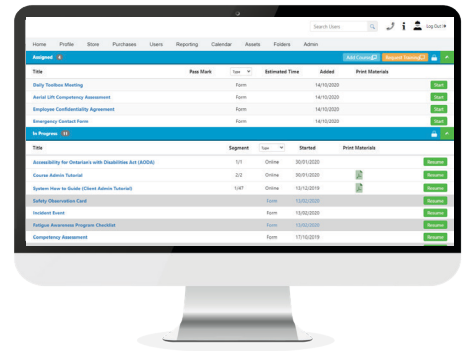 Search Users
Log Out
Home Profile Store Purchases Users Reporting Calendar Assets Folders Admin
Assigned Add Course Request Course
Title Pass Mark Type Estimated Time Added Print Materials
Daily Toolbox Meeting Form 14/10/2020 Start
Aerial Lift Competency Assessment Form 14/10/2020 Start
Employee Confidentiality Agreement Form 14/10/2020 Start
Emergency Contact Form Form 14/10/2020 Start
In Progress
Title Segment Type Started Print Materials
Accessibility for Ontarian's with Disabilities Act (AODA) 1/1 Online 30/01/2020 Resume
Course Admin Tutorial 2/2 Online 30/01/2020 Resume
System How to Guide (Client Admin Tutorial) 1/47 Online 12/12/2019 Resume
Safety Observation Card Form 13/02/2020 Resume
Incident Event Form 13/02/2020 Resume
Fatigue Awareness Program Checklist Form 13/02/2020 Resume
Competency Assessment Form 17/10/2019 Resume